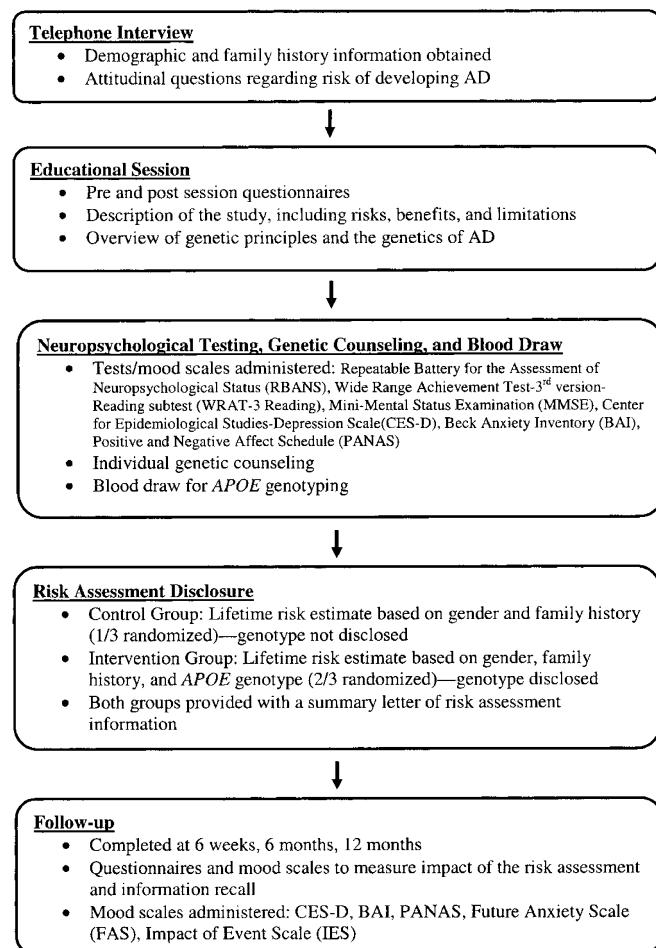 Telephone Interview
• Demographic and family history information obtained
• Attitudinal questions regarding risk of developing AD
Educational Session
• Pre and post session questionnaires
• Description of the study, including risks, benefits, and limitations
• Overview of genetic principles and the genetics of AD
Neuropsychological Testing, Genetic Counseling, and Blood Draw
• Tests/mood scales administered: Repeatable Battery for the Assessment of
Neuropsychological Status (RBANS), Wide Range Achievement Test-3rd version-
Reading subtest (WRAT-3 Reading), Mini-Mental Status Examination (MMSE), Center
for Epidemiological Studies-Depression Scale(CES-D), Beck Anxiety Inventory (BAI),
Positive and Negative Affect Schedule (PANAS)
• Individual genetic counseling
• Blood draw for APOE genotyping
Risk Assessment Disclosure
• Control Group: Lifetime risk estimate based on gender and family history
(1/3 randomized)—genotype not disclosed
• Intervention Group: Lifetime risk estimate based on gender, family
history, and APOE genotype (2/3 randomized)—genotype disclosed
• Both groups provided with a summary letter of risk assessment
information
Follow-up
• Completed at 6 weeks, 6 months, 12 months
• Questionnaires and mood scales to measure impact of the risk assessment
and information recall
• Mood scales administered: CES-D, BAI, PANAS, Future Anxiety Scale
(FAS), Impact of Event Scale (IES)